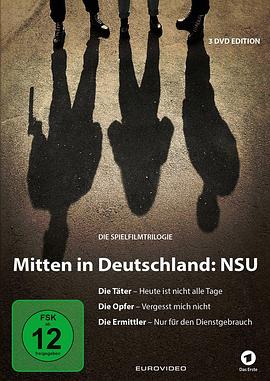 3 DVD EDITION
DIE SPIELFILMTRILOGIE
Mitten in Deutschland: NSU
Die Täter – Heute ist nicht alle Tage
Die Opfer – Vergesst mich nicht
Die Ermittler – Nur für den Dienstgebrauch
FSK
ab
12
freigegeben
EUROVIDEO
Das Erste